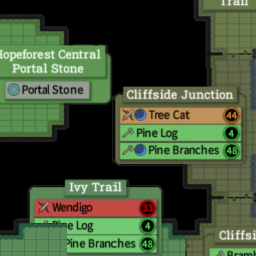 Trail
Hopeforest Central
Portal Stone
Portal Stone
Cliffside Junction
Tree Cat 44
Pine Log 4
Pine Branches 48
Ivy Trail
Wendigo 33
Pine Log 4
Pine Branches 48